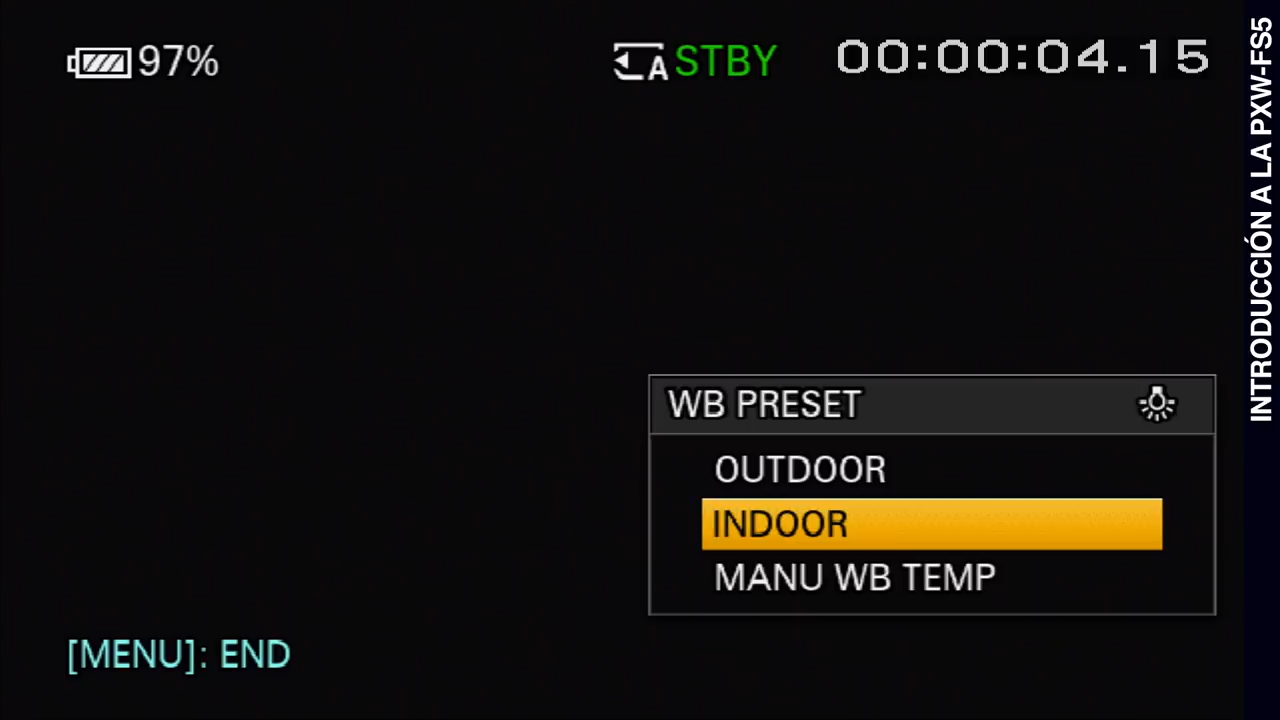 97%
A STBY 00:00:04.15
WB PRESET
OUTDOOR
INDOOR
MANU WB TEMP
[MENU]: END
INTRODUCCIÓN A LA PXW-FS5